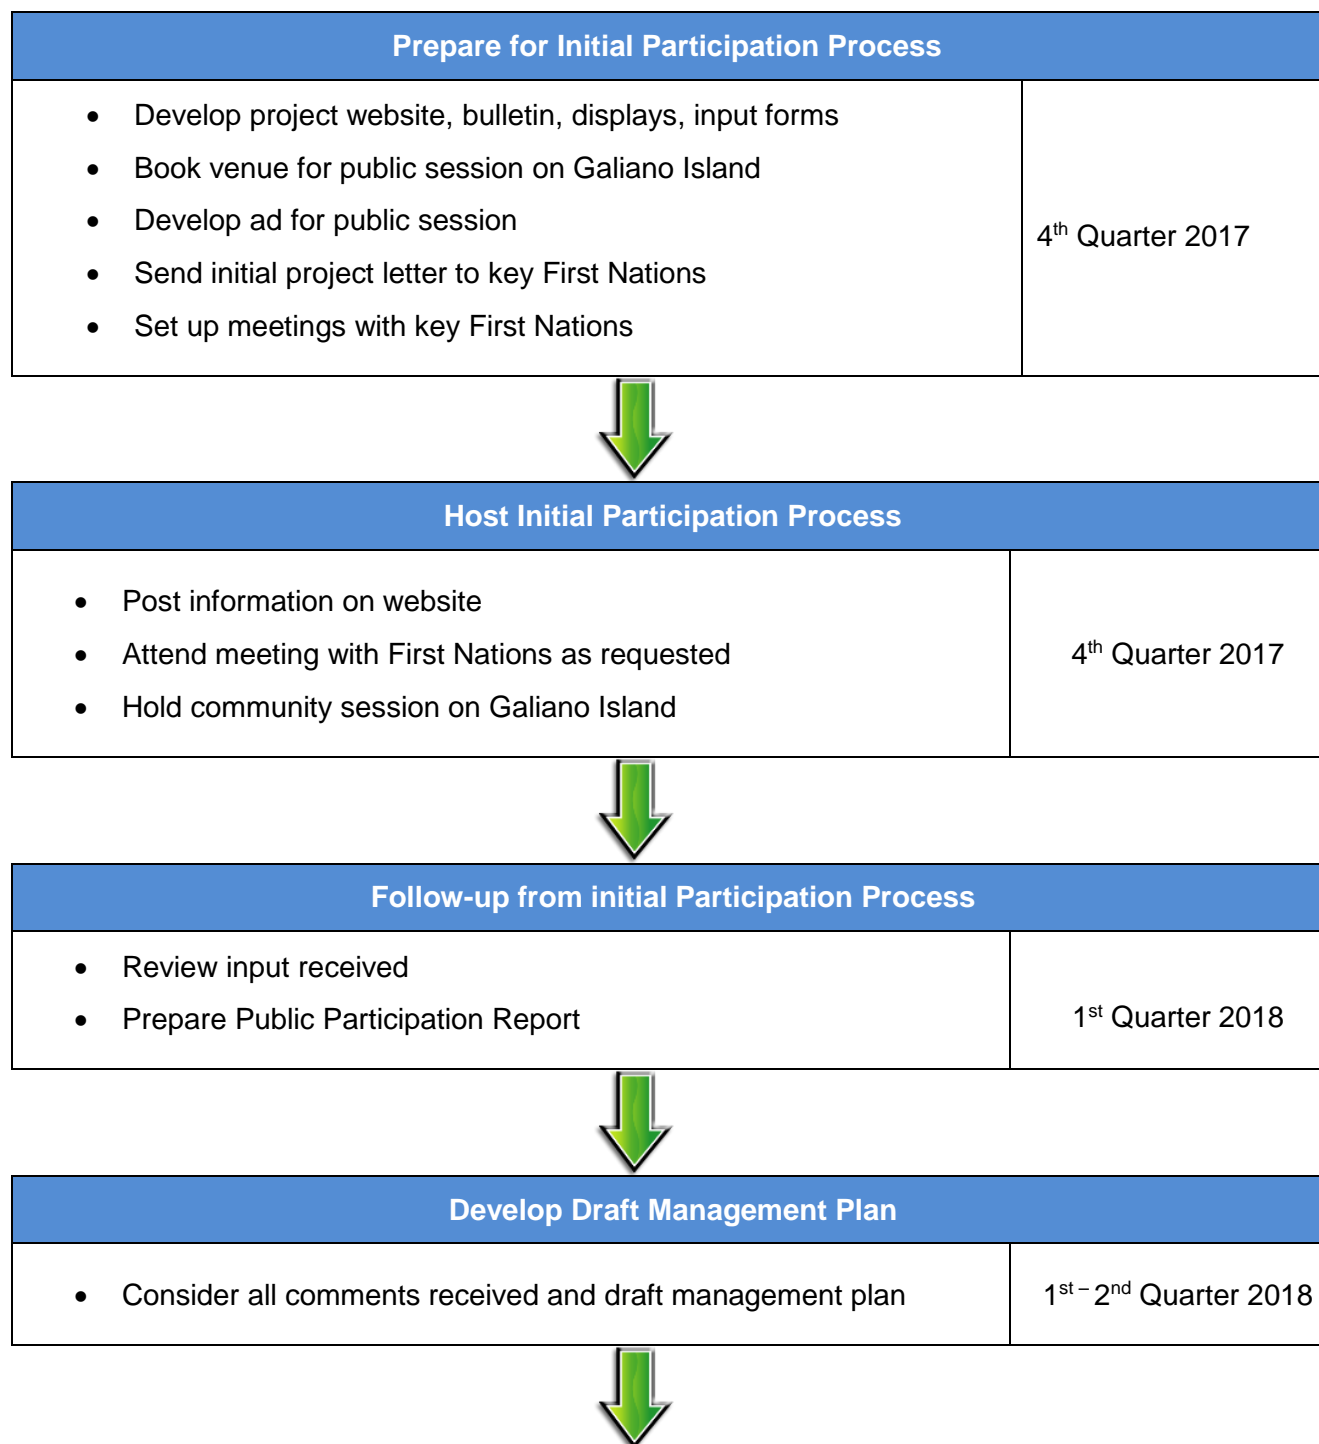 Prepare for Initial Participation Process
• Develop project website, bulletin, displays, input forms
• Book venue for public session on Galiano Island
• Develop ad for public session
• Send initial project letter to key First Nations
• Set up meetings with key First Nations
4th Quarter 2017
Host Initial Participation Process
• Post information on website
• Attend meeting with First Nations as requested
• Hold community session on Galiano Island
4th Quarter 2017
Follow-up from initial Participation Process
• Review input received
• Prepare Public Participation Report
1st Quarter 2018
Develop Draft Management Plan
• Consider all comments received and draft management plan
1st – 2nd Quarter 2018